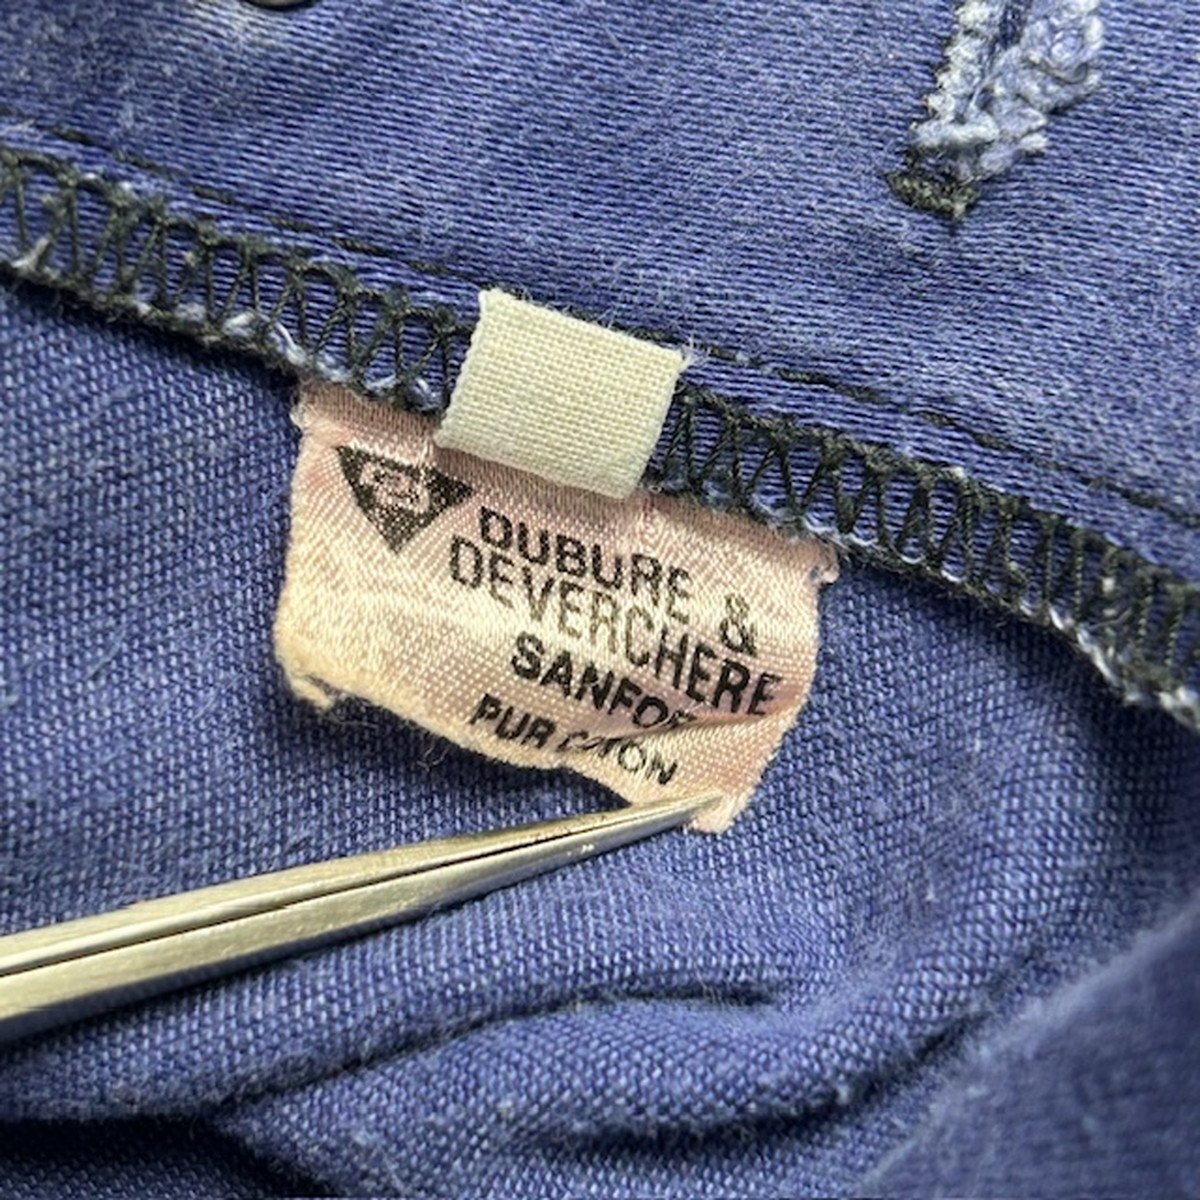 DUBURE &
DEVERCHERE
SANFOR
PUR COTON